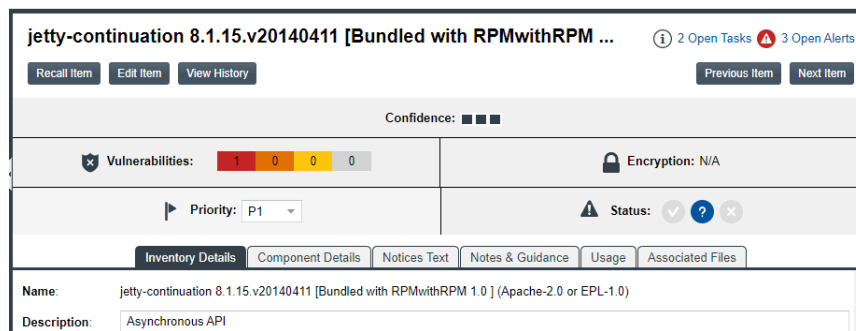 jetty-continuation 8.1.15.v20140411 [Bundled with RPMwithRPM ...
2 Open Tasks 3 Open Alerts
Recall Item Edit Item View History Previous Item Next Item
Confidence:
Vulnerabilities: 1 0 0 0
Encryption: N/A
Priority: P1
Status: ?
Inventory Details Component Details Notices Text Notes & Guidance Usage Associated Files
Name: jetty-continuation 8.1.15.v20140411 [Bundled with RPMwithRPM 1.0 ] (Apache-2.0 or EPL-1.0)
Description: Asynchronous API